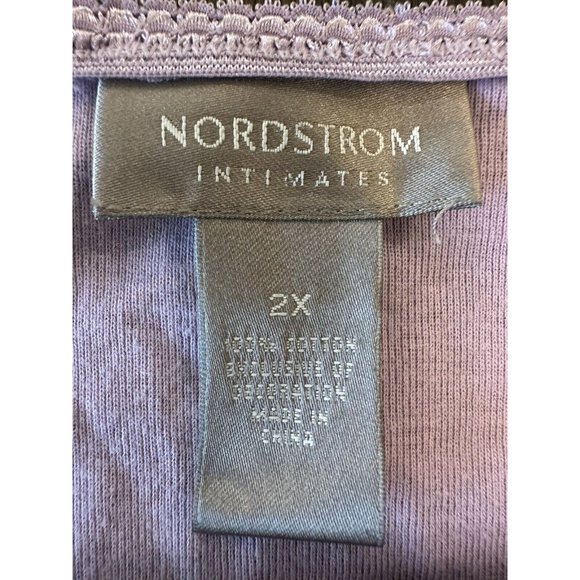 NORDSTROM
INTIMATES
2X
100% COTTON
EXCLUSIVE OF
DECORATION
MADE IN
CHINA